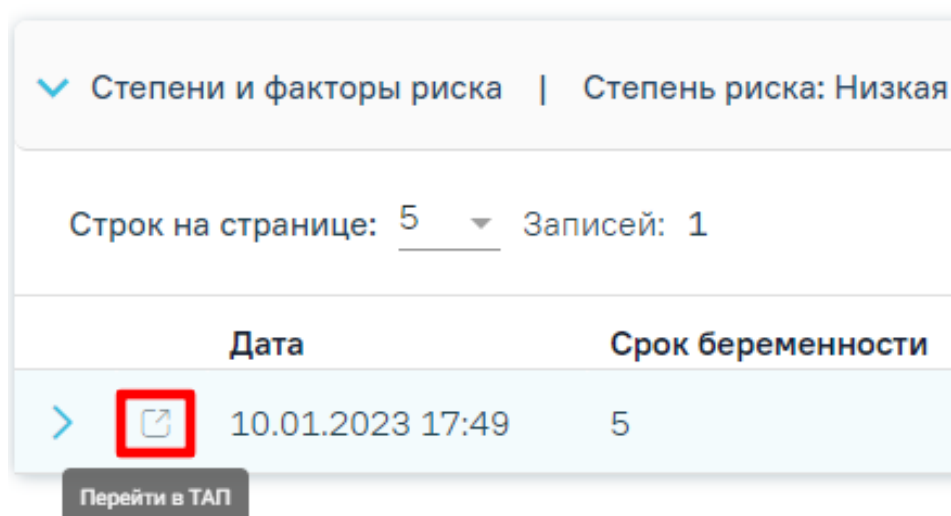 Степени и факторы риска | Степень риска: Низкая
Строк на странице: 5 Записей: 1
Дата Срок беременности
10.01.2023 17:49 5
Перейти в ТАП